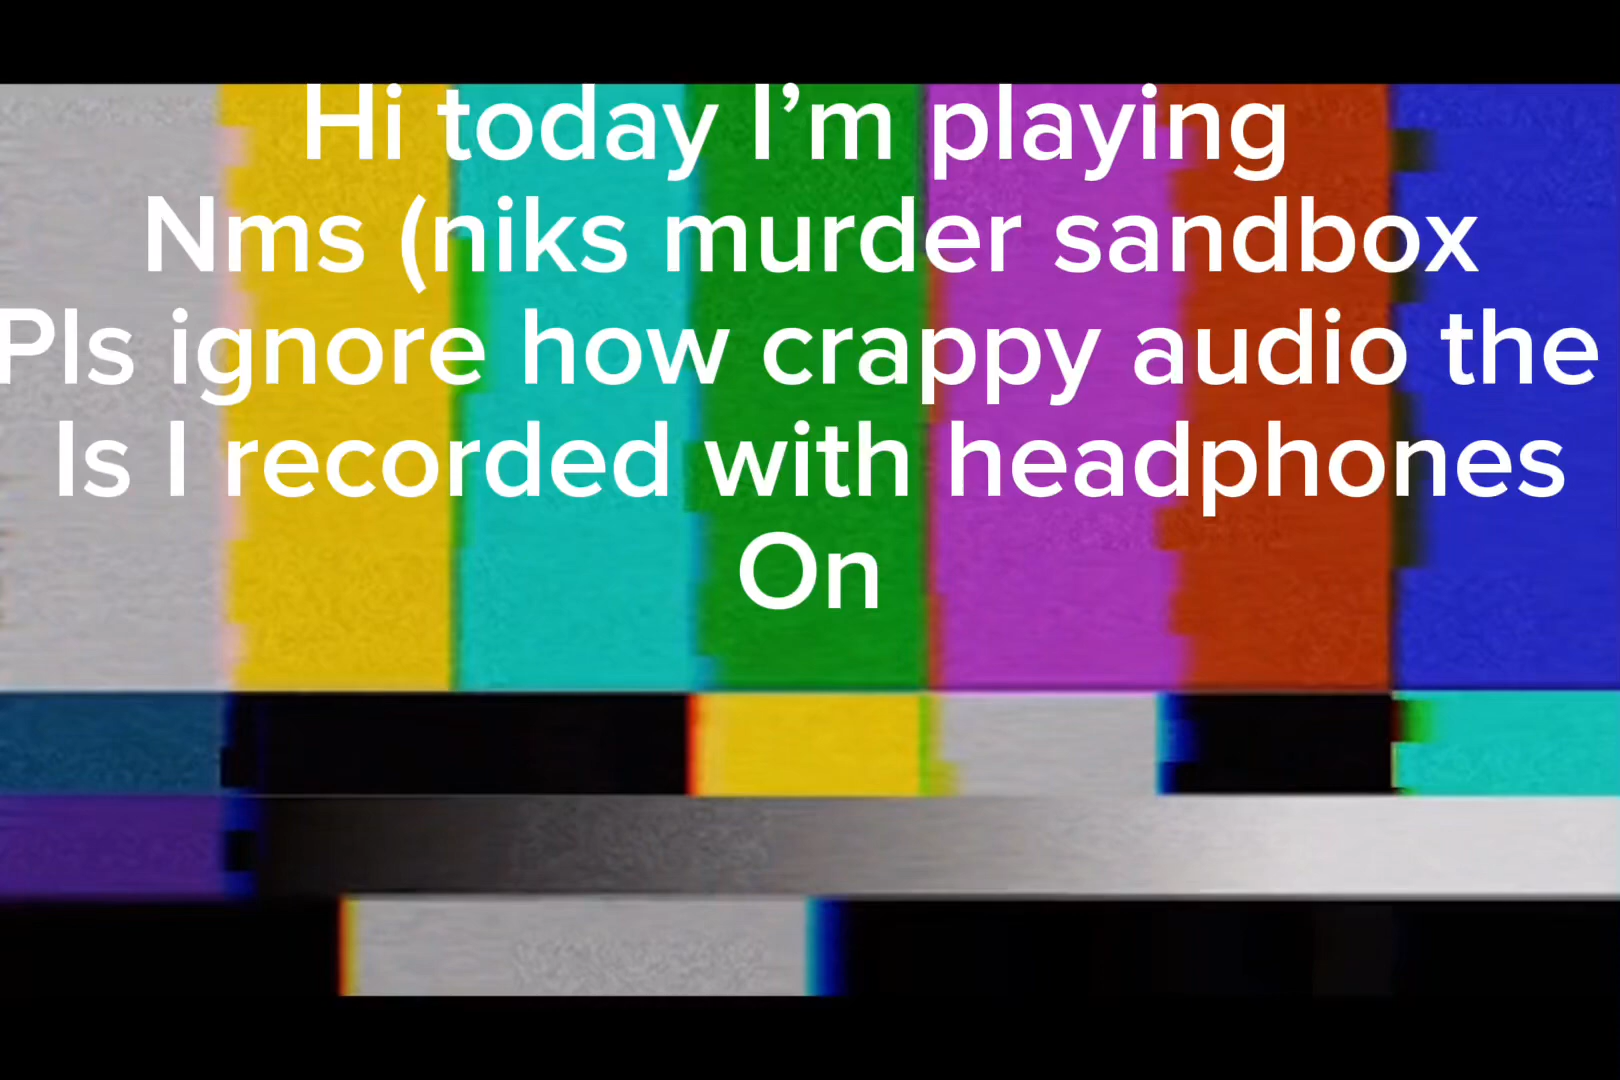 Hi today I’m playing
Nms (niks murder sandbox
Pls ignore how crappy audio the
Is I recorded with headphones
On